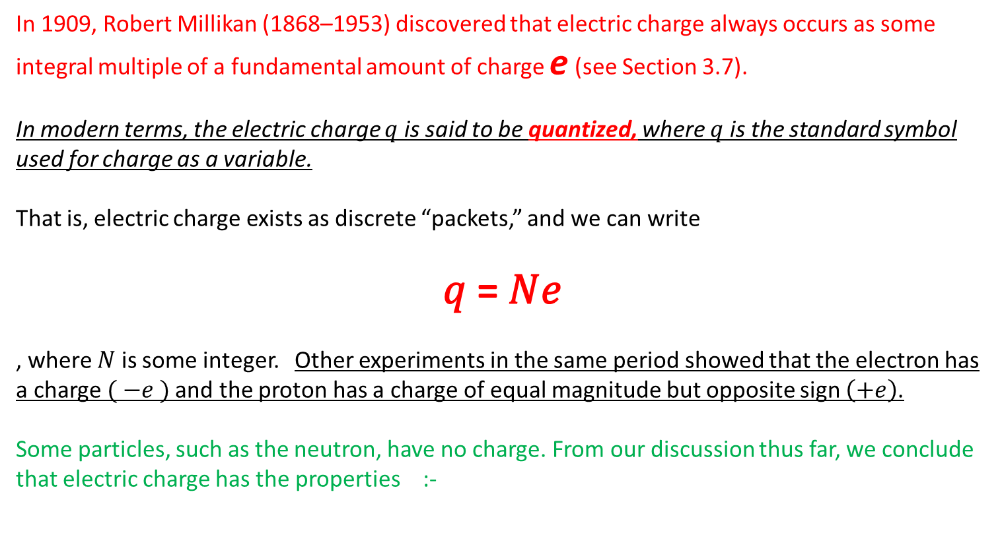 In 1909, Robert Millikan (1868–1953) discovered that electric charge always occurs as some
integral multiple of a fundamental amount of charge e (see Section 3.7).
In modern terms, the electric charge q is said to be quantized, where q is the standard symbol
used for charge as a variable.
That is, electric charge exists as discrete “packets,” and we can write
q = Ne
, where N is some integer. Other experiments in the same period showed that the electron has
a charge ( −e ) and the proton has a charge of equal magnitude but opposite sign (+e).
Some particles, such as the neutron, have no charge. From our discussion thus far, we conclude
that electric charge has the properties :-